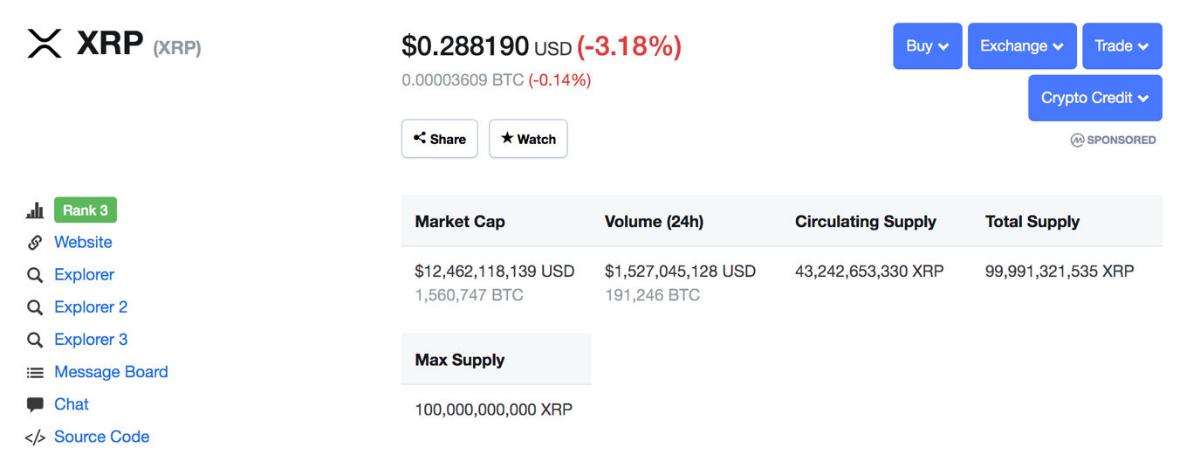 XRP (XRP)
$0.288190 USD (-3.18%)
0.00003609 BTC (-0.14%)
Share
Watch
Buy
Exchange
Trade
Crypto Credit
SPONSORED
Rank 3
Website
Explorer
Explorer 2
Explorer 3
Message Board
Chat
Source Code
Market Cap Volume (24h) Circulating Supply Total Supply
$12,462,118,139 USD $1,527,045,128 USD 43,242,653,330 XRP 99,991,321,535 XRP
1,560,747 BTC 191,246 BTC
Max Supply
100,000,000,000 XRP